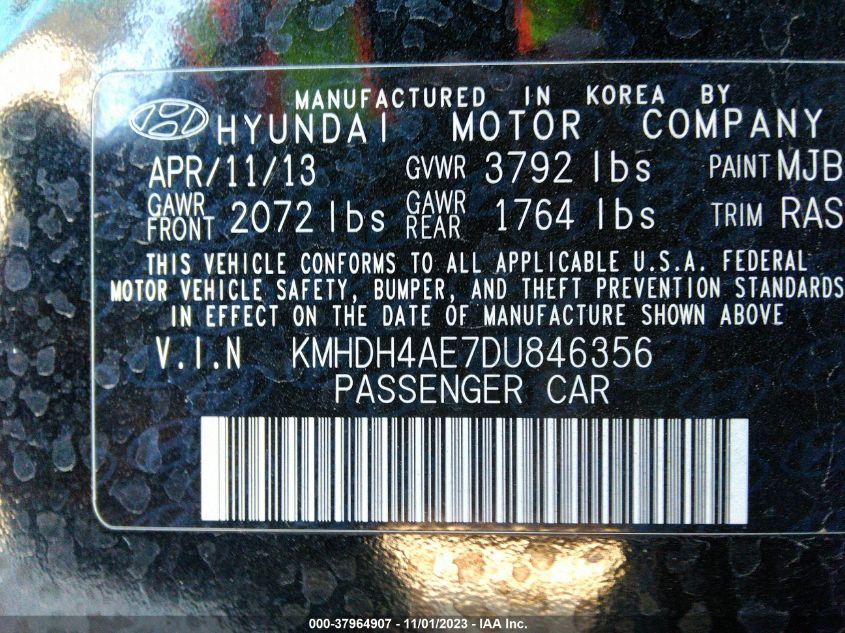 MANUFACTURED IN KOREA BY
HYUNDAI MOTOR COMPANY
APR/11/13 GVWR 3792 lbs PAINT MJB
GAWR FRONT 2072 lbs GAWR REAR 1764 lbs TRIM RAS
THIS VEHICLE CONFORMS TO ALL APPLICABLE U.S.A. FEDERAL
MOTOR VEHICLE SAFETY, BUMPER, AND THEFT PREVENTION STANDARDS
IN EFFECT ON THE DATE OF MANUFACTURE SHOWN ABOVE
V.I.N KMHDH4AE7DU846356
PASSENGER CAR
000-37964907 - 11/01/2023 - IAA Inc.